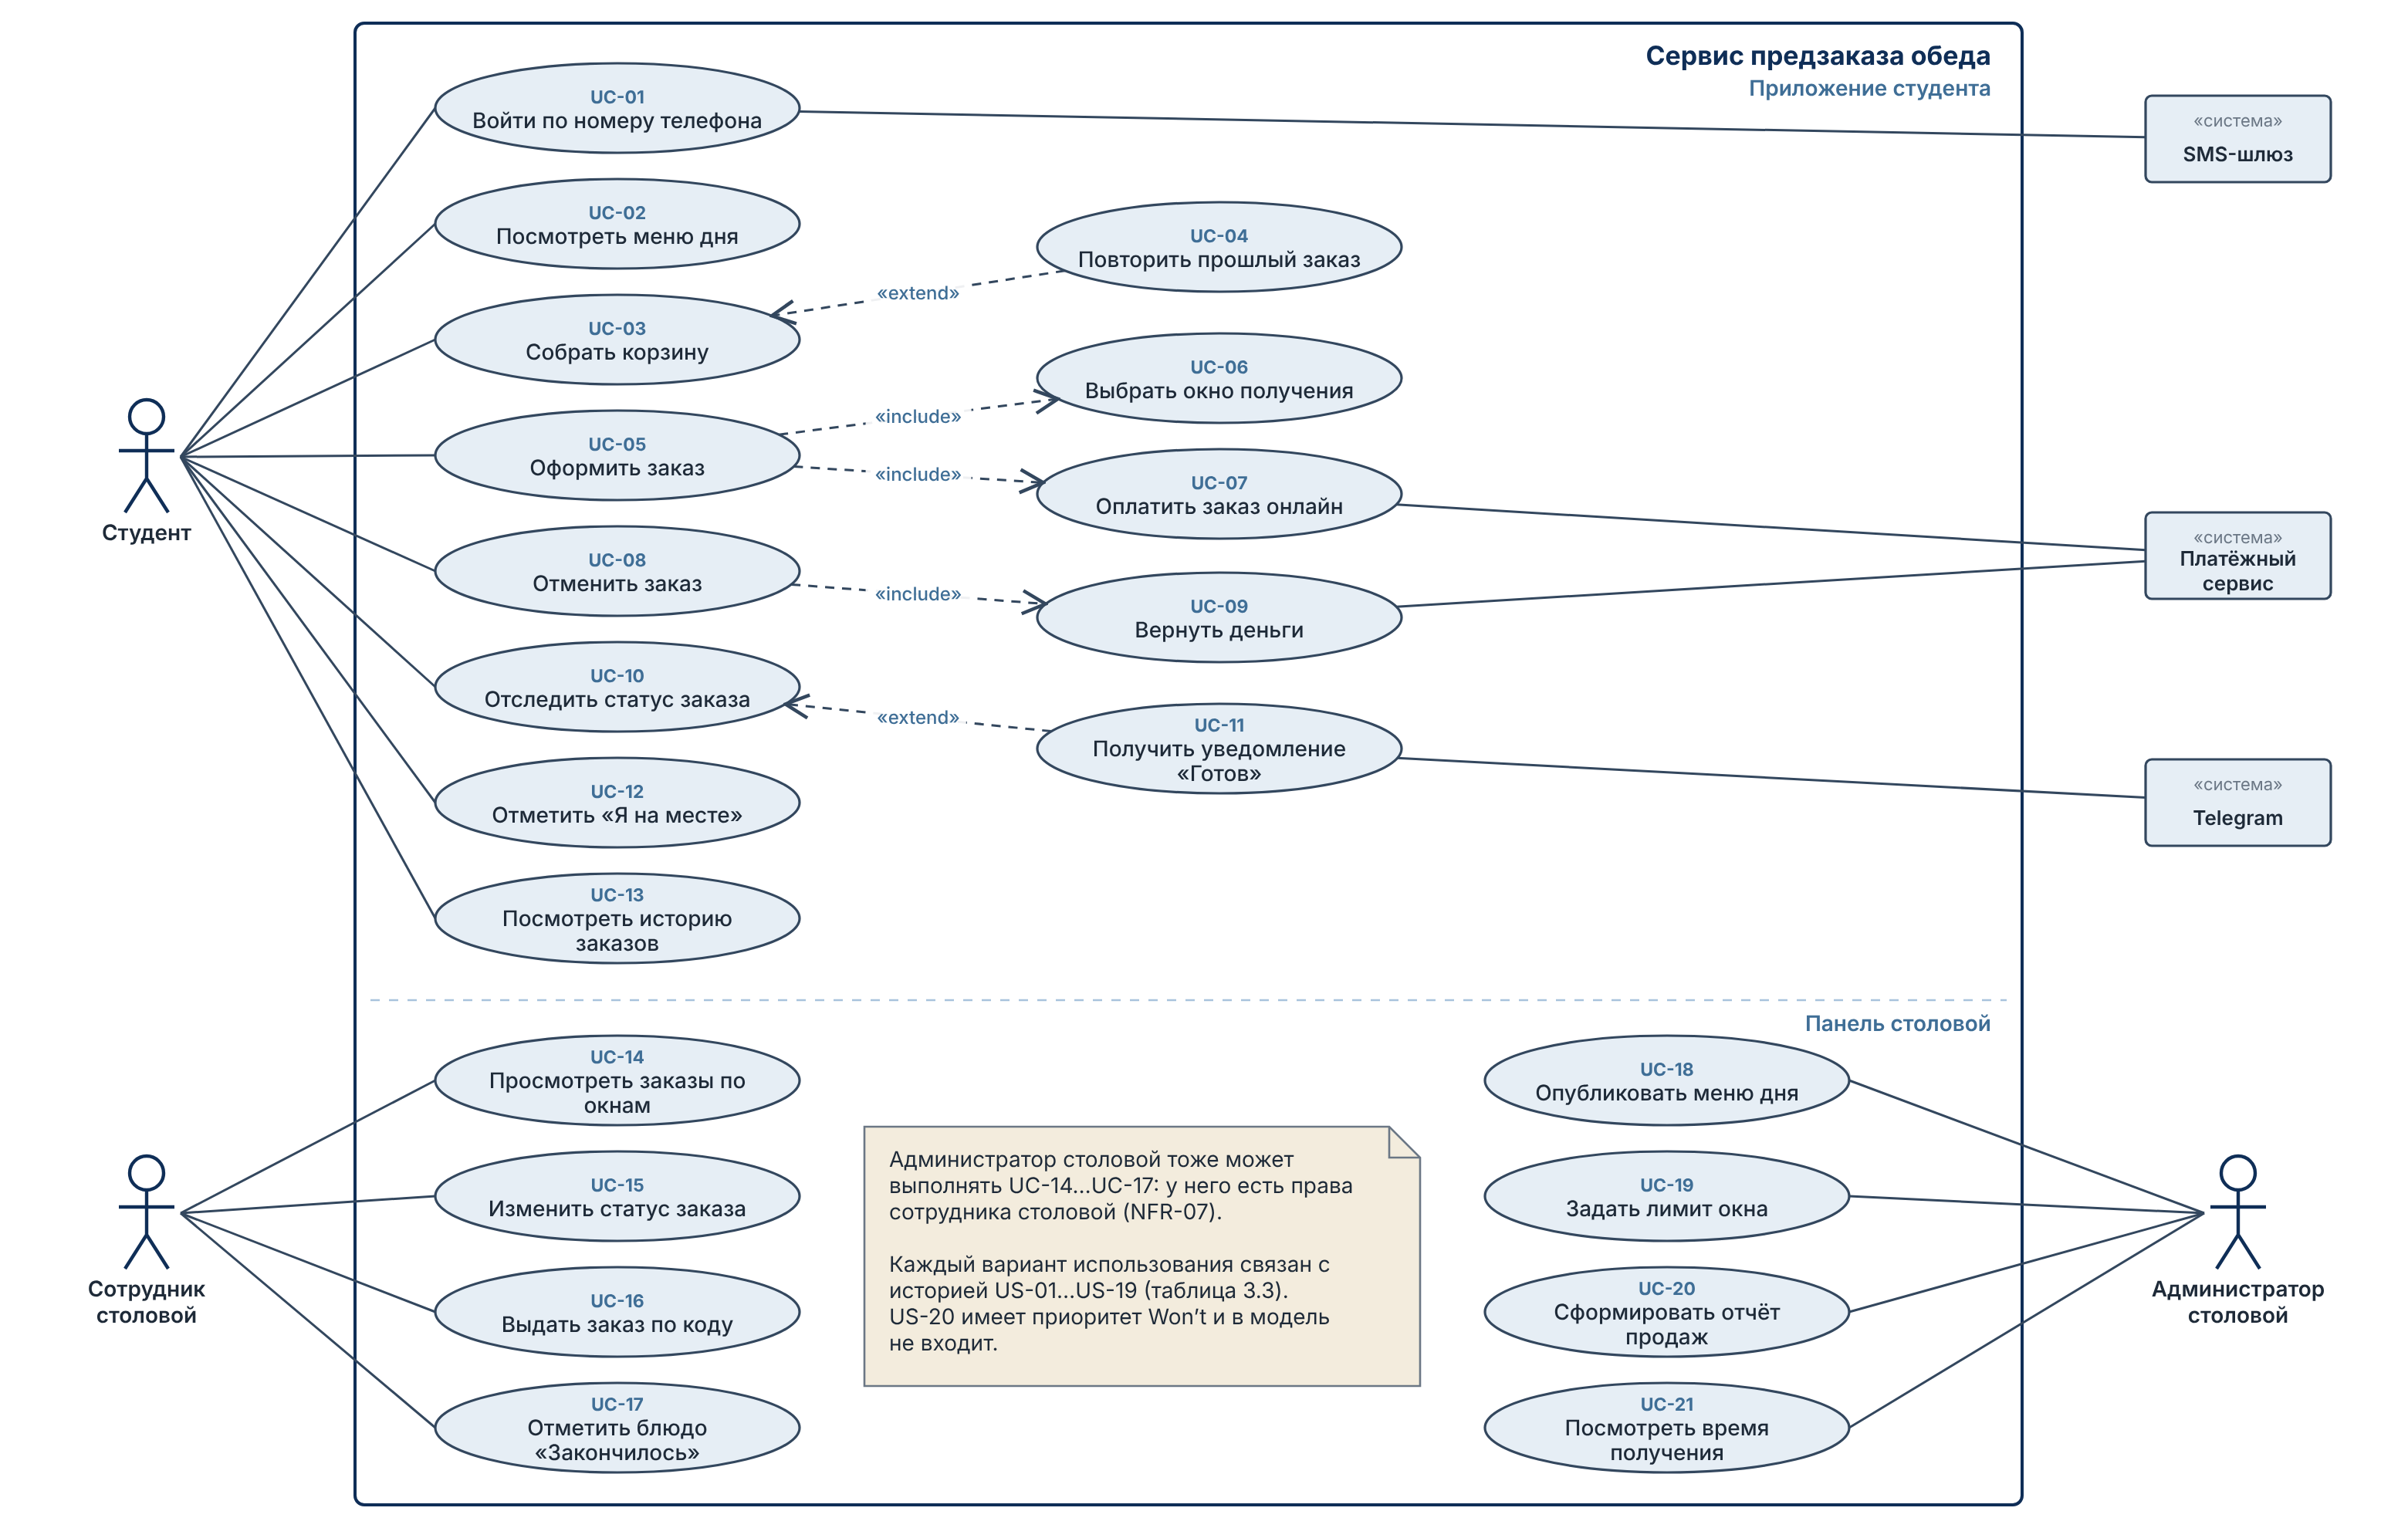 Сервис предзаказа обеда
Приложение студента
UC-01
Войти по номеру телефона
«система»
SMS-шлюз
UC-02
Посмотреть меню дня
UC-04
Повторить прошлый заказ
«extend»
UC-03
Собрать корзину
UC-06
Выбрать окно получения
«include»
UC-05
Оформить заказ
«include»
UC-07
Оплатить заказ онлайн
Студент
«система»
Платёжный
сервис
UC-08
Отменить заказ
«include»
UC-09
Вернуть деньги
UC-10
Отследить статус заказа
«extend»
UC-11
Получить уведомление
«Готов»
«система»
Telegram
UC-12
Отметить «Я на месте»
UC-13
Посмотреть историю
заказов
Панель столовой
UC-14
Просмотреть заказы по
окнам
UC-18
Опубликовать меню дня
Администратор столовой тоже может
выполнять UC-14…UC-17: у него есть права
сотрудника столовой (NFR-07).
Каждый вариант использования связан с
историей US-01…US-19 (таблица 3.3).
US-20 имеет приоритет Won’t и в модель
не входит.
UC-15
Изменить статус заказа
UC-19
Задать лимит окна
Сотрудник
столовой
Администратор
столовой
UC-16
Выдать заказ по коду
UC-20
Сформировать отчёт
продаж
UC-17
Отметить блюдо
«Закончилось»
UC-21
Посмотреть время
получения